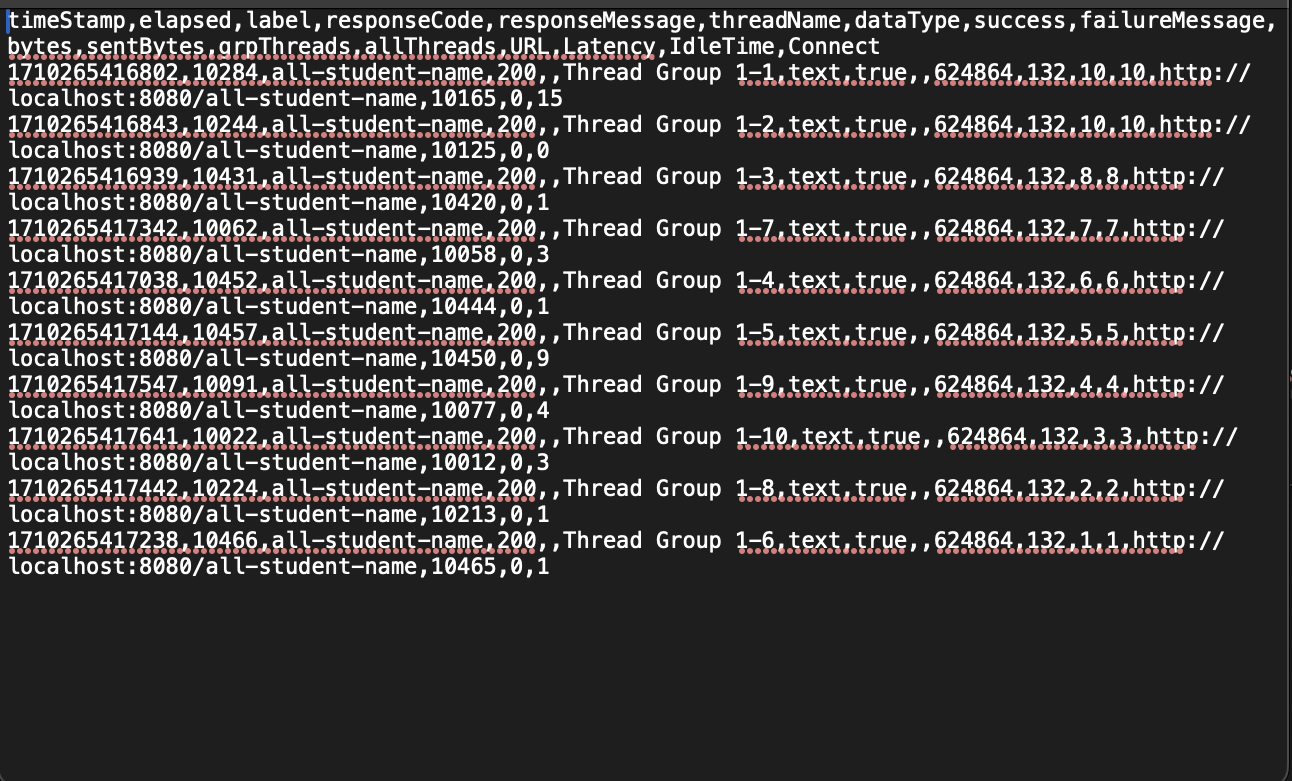 timeStamp,elapsed,label,responseCode,responseMessage,threadName,dataType,success,failureMessage,
bytes,sentBytes,grpThreads,allThreads,URL,Latency,IdleTime,Connect
1710265416802,10284,all-student-name,200,,Thread Group 1-1,text,true,,624864,132,10,10,http://
localhost:8080/all-student-name,10165,0,15
1710265416843,10244,all-student-name,200,,Thread Group 1-2,text,true,,624864,132,10,10,http://
localhost:8080/all-student-name,10125,0,0
1710265416939,10431,all-student-name,200,,Thread Group 1-3,text,true,,624864,132,8,8,http://
localhost:8080/all-student-name,10420,0,1
1710265417342,10062,all-student-name,200,,Thread Group 1-7,text,true,,624864,132,7,7,http://
localhost:8080/all-student-name,10058,0,3
1710265417038,10452,all-student-name,200,,Thread Group 1-4,text,true,,624864,132,6,6,http://
localhost:8080/all-student-name,10444,0,1
1710265417144,10457,all-student-name,200,,Thread Group 1-5,text,true,,624864,132,5,5,http://
localhost:8080/all-student-name,10450,0,9
1710265417547,10091,all-student-name,200,,Thread Group 1-9,text,true,,624864,132,4,4,http://
localhost:8080/all-student-name,10077,0,4
1710265417641,10022,all-student-name,200,,Thread Group 1-10,text,true,,624864,132,3,3,http://
localhost:8080/all-student-name,10012,0,3
1710265417442,10224,all-student-name,200,,Thread Group 1-8,text,true,,624864,132,2,2,http://
localhost:8080/all-student-name,10213,0,1
1710265417238,10466,all-student-name,200,,Thread Group 1-6,text,true,,624864,132,1,1,http://
localhost:8080/all-student-name,10465,0,1